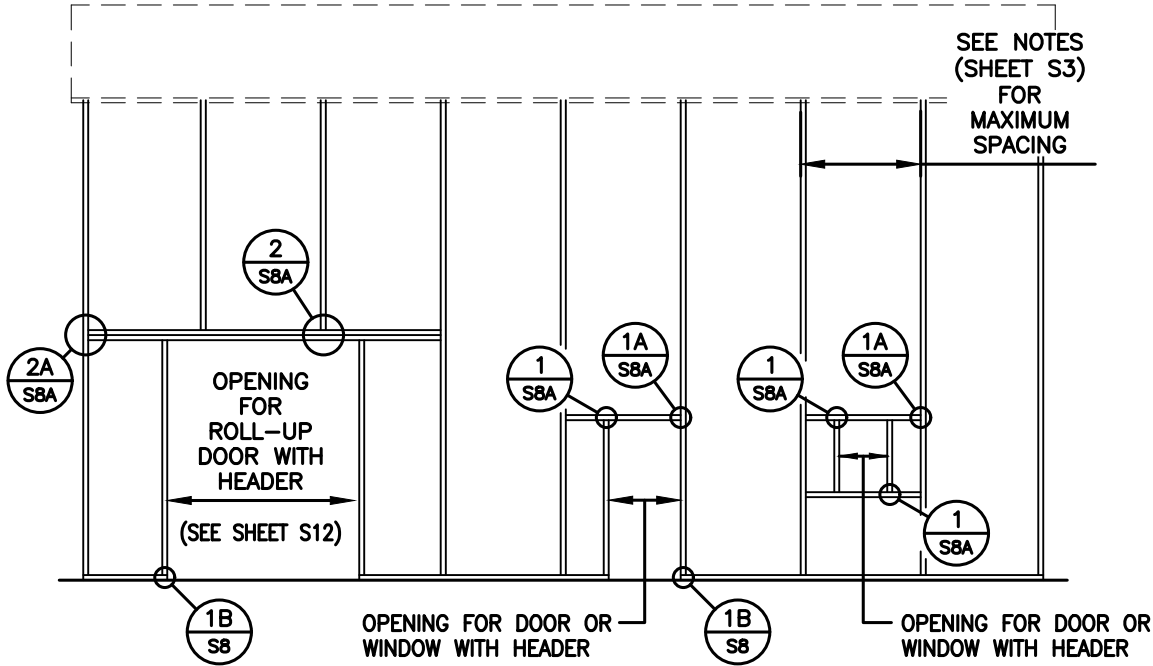 SEE NOTES
(SHEET S3)
FOR
MAXIMUM
SPACING
2
S8A
2A
S8A
OPENING
FOR
ROLL-UP
DOOR WITH
HEADER
(SEE SHEET S12)
1
S8A
1A
S8A
1
S8A
1A
S8A
1
S8A
1B
S8
OPENING FOR DOOR OR
WINDOW WITH HEADER
1B
S8
OPENING FOR DOOR OR
WINDOW WITH HEADER